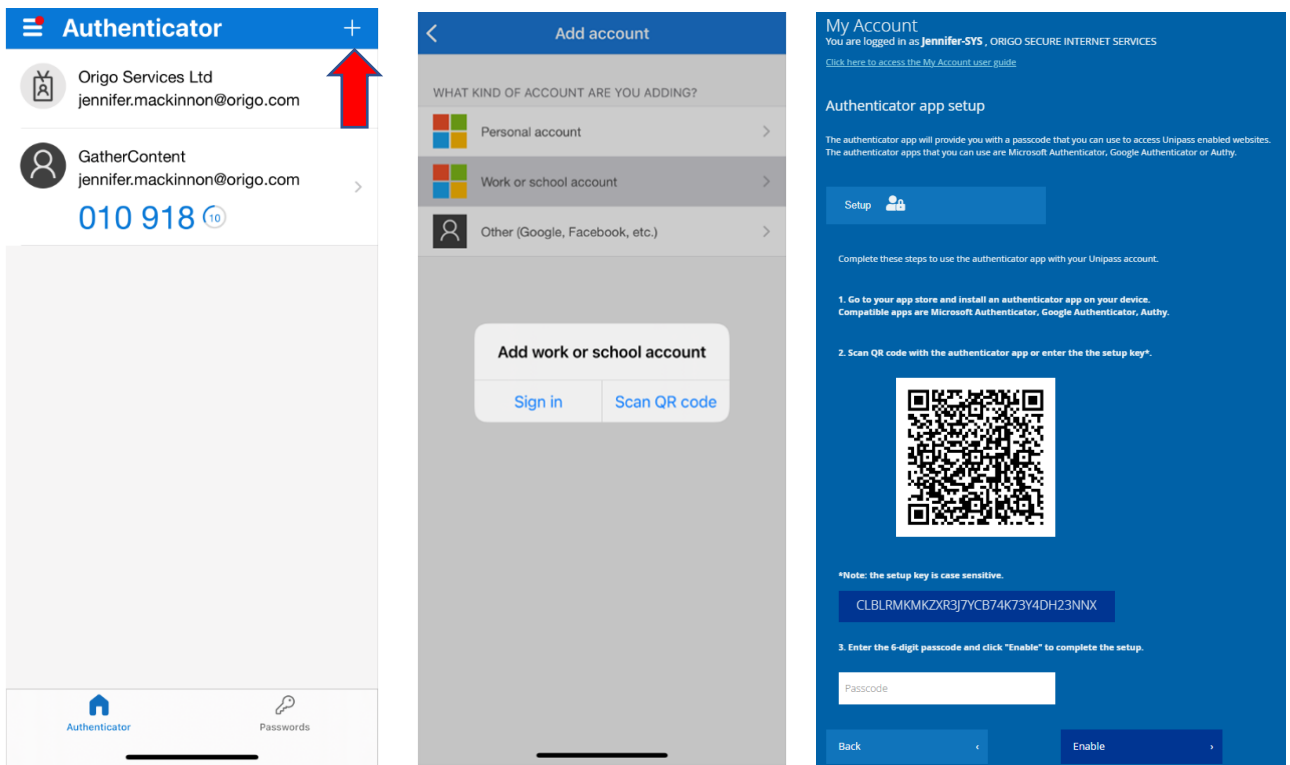 Authenticator
+
Origo Services Ltd
jennifer.mackinnon@origo.com
GatherContent
jennifer.mackinnon@origo.com
010 918 10
Authenticator
Passwords
Add account
WHAT KIND OF ACCOUNT ARE YOU ADDING?
Personal account
Work or school account
Other (Google, Facebook, etc.)
Add work or school account
Sign in
Scan QR code
My Account
You are logged in as Jennifer-SYS , ORIGO SECURE INTERNET SERVICES
Click here to access the My Account user guide
Authenticator app setup
The authenticator app will provide you with a passcode that you can use to access Unipass enabled websites.
The authenticator apps that you can use are Microsoft Authenticator, Google Authenticator or Authy.
Setup
Complete these steps to use the authenticator app with your Unipass account.
1. Go to your app store and install an authenticator app on your device.
Compatible apps are Microsoft Authenticator, Google Authenticator, Authy.
2. Scan QR code with the authenticator app or enter the the setup key*.
*Note: the setup key is case sensitive.
CLBLRMKMKZXR3J7YCB74K73Y4DH23NNX
3. Enter the 6-digit passcode and click "Enable" to complete the setup.
Passcode
Back ‹
Enable ›